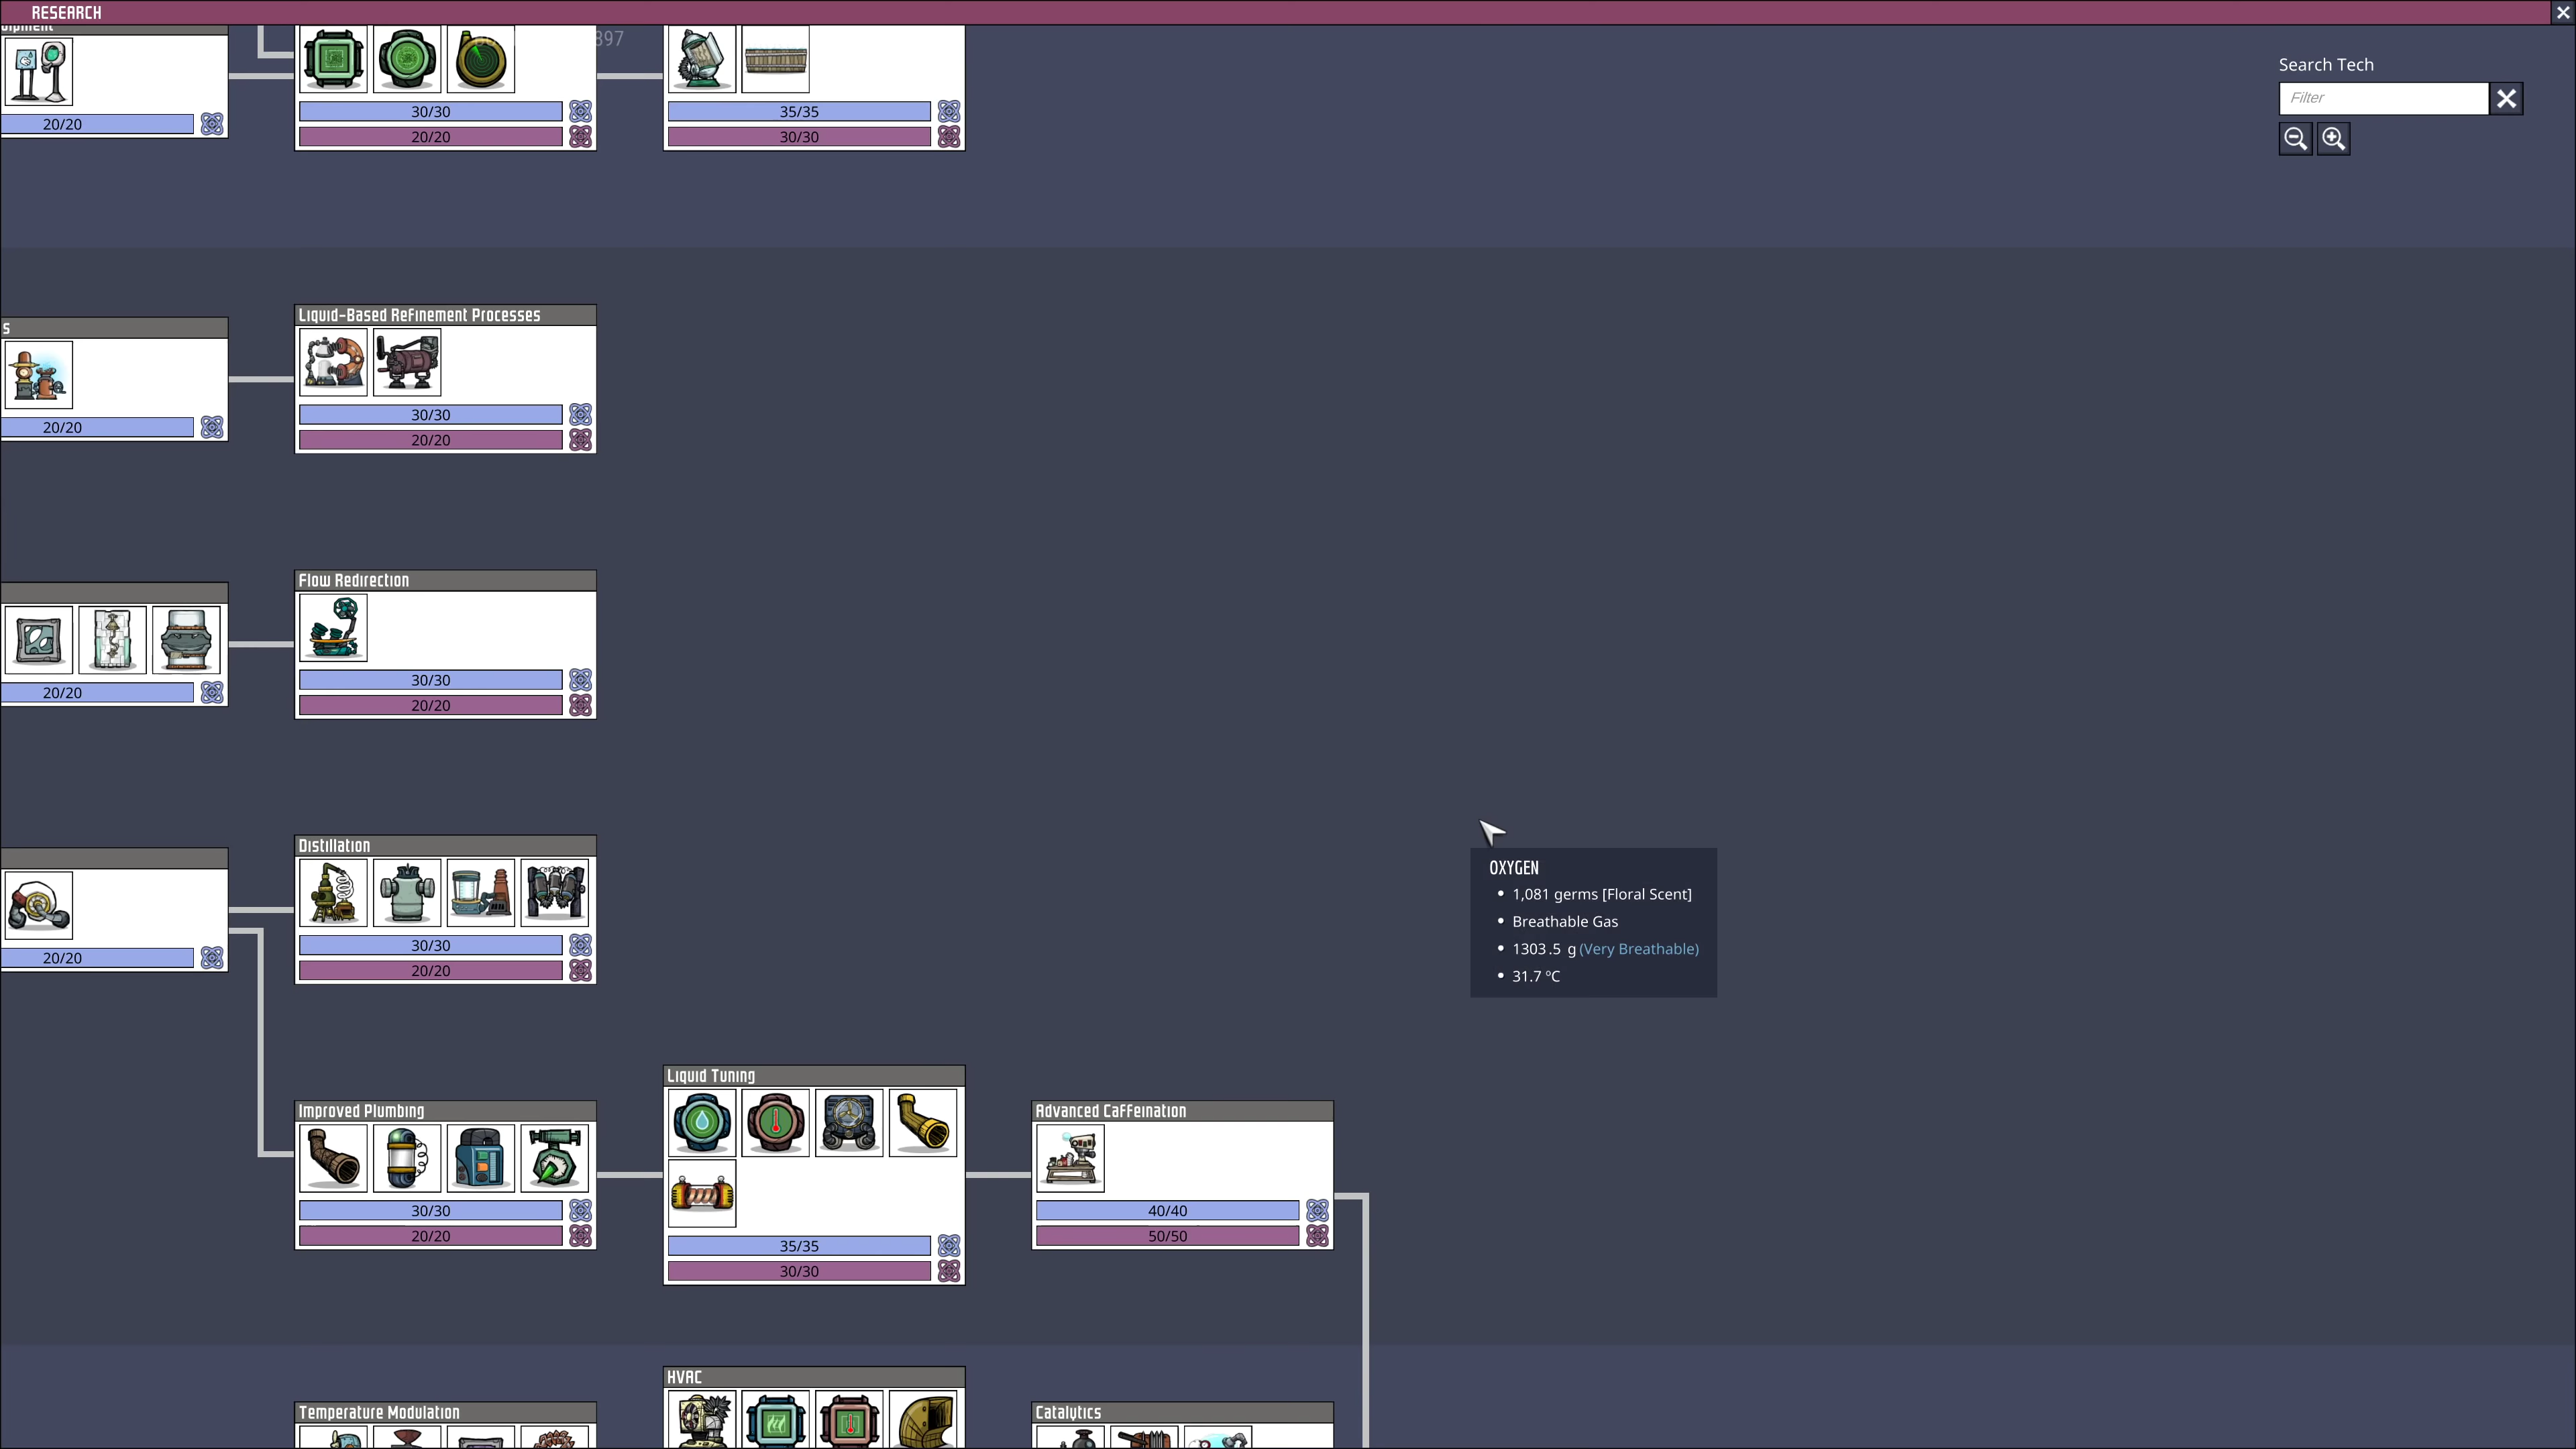 RESEARCH
897
Search Tech
Filter
20/20
30/30
20/20
35/35
30/30
Liquid-Based Refinement Processes
s
30/30
20/20
20/20
Flow Redirection
30/30
20/20
20/20
Distillation
30/30
20/20
20/20
OXYGEN
• 1,081 germs [Floral Scent]
• Breathable Gas
• 1303.5 g (Very Breathable)
• 31.7 ºC
Improved Plumbing
30/30
20/20
Liquid Tuning
35/35
30/30
Advanced Caffeination
40/40
50/50
HVAC
Temperature Modulation
Catalytics